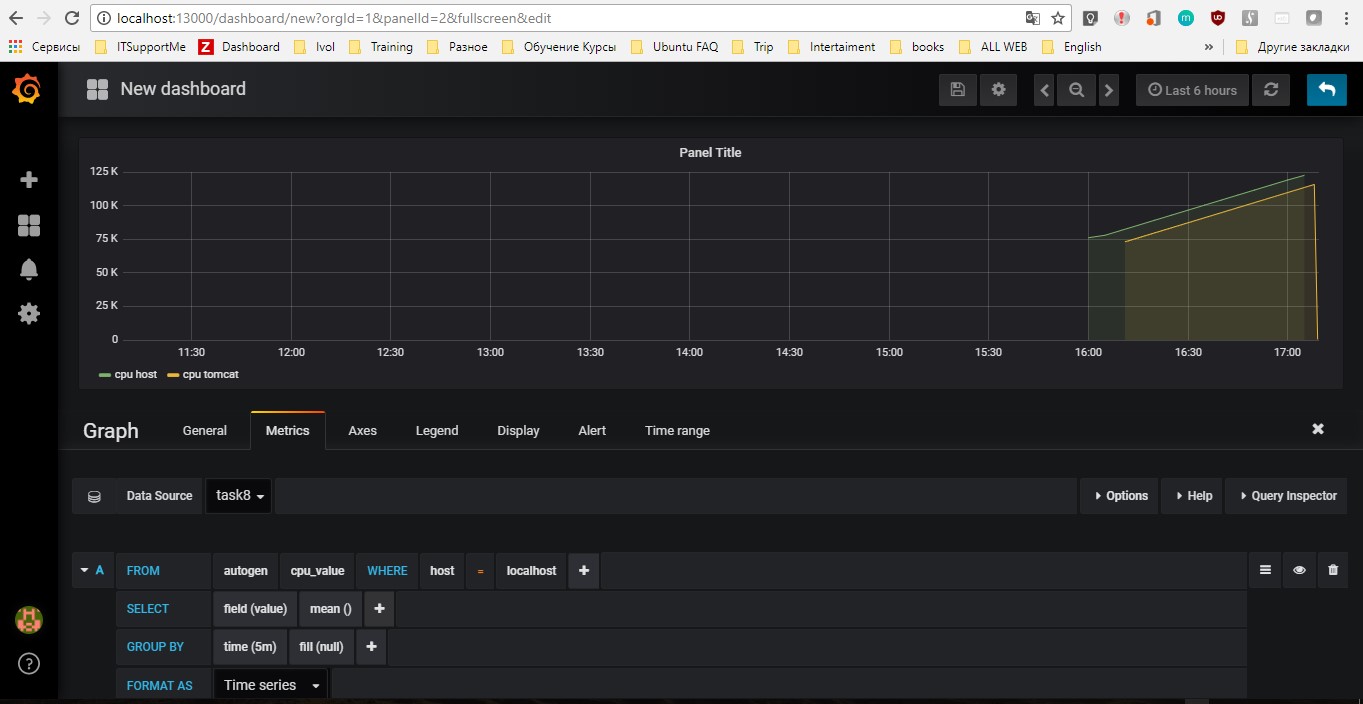 localhost:13000/dashboard/new?orgId=1&panelId=2&fullscreen&edit
Сервисы ITSupportMe Z Dashboard lvol Training Разное Обучение Курсы Ubuntu FAQ Trip Intertaiment books ALL WEB English » Другие закладки
New dashboard Last 6 hours
Panel Title
125 K
100 K
75 K
50 K
25 K
0
11:30 12:00 12:30 13:00 13:30 14:00 14:30 15:00 15:30 16:00 16:30 17:00
cpu host cpu tomcat
Graph General Metrics Axes Legend Display Alert Time range
Data Source task8 Options Help Query Inspector
A FROM autogen cpu_value WHERE host = localhost +
SELECT field (value) mean () +
GROUP BY time (5m) fill (null) +
FORMAT AS Time series